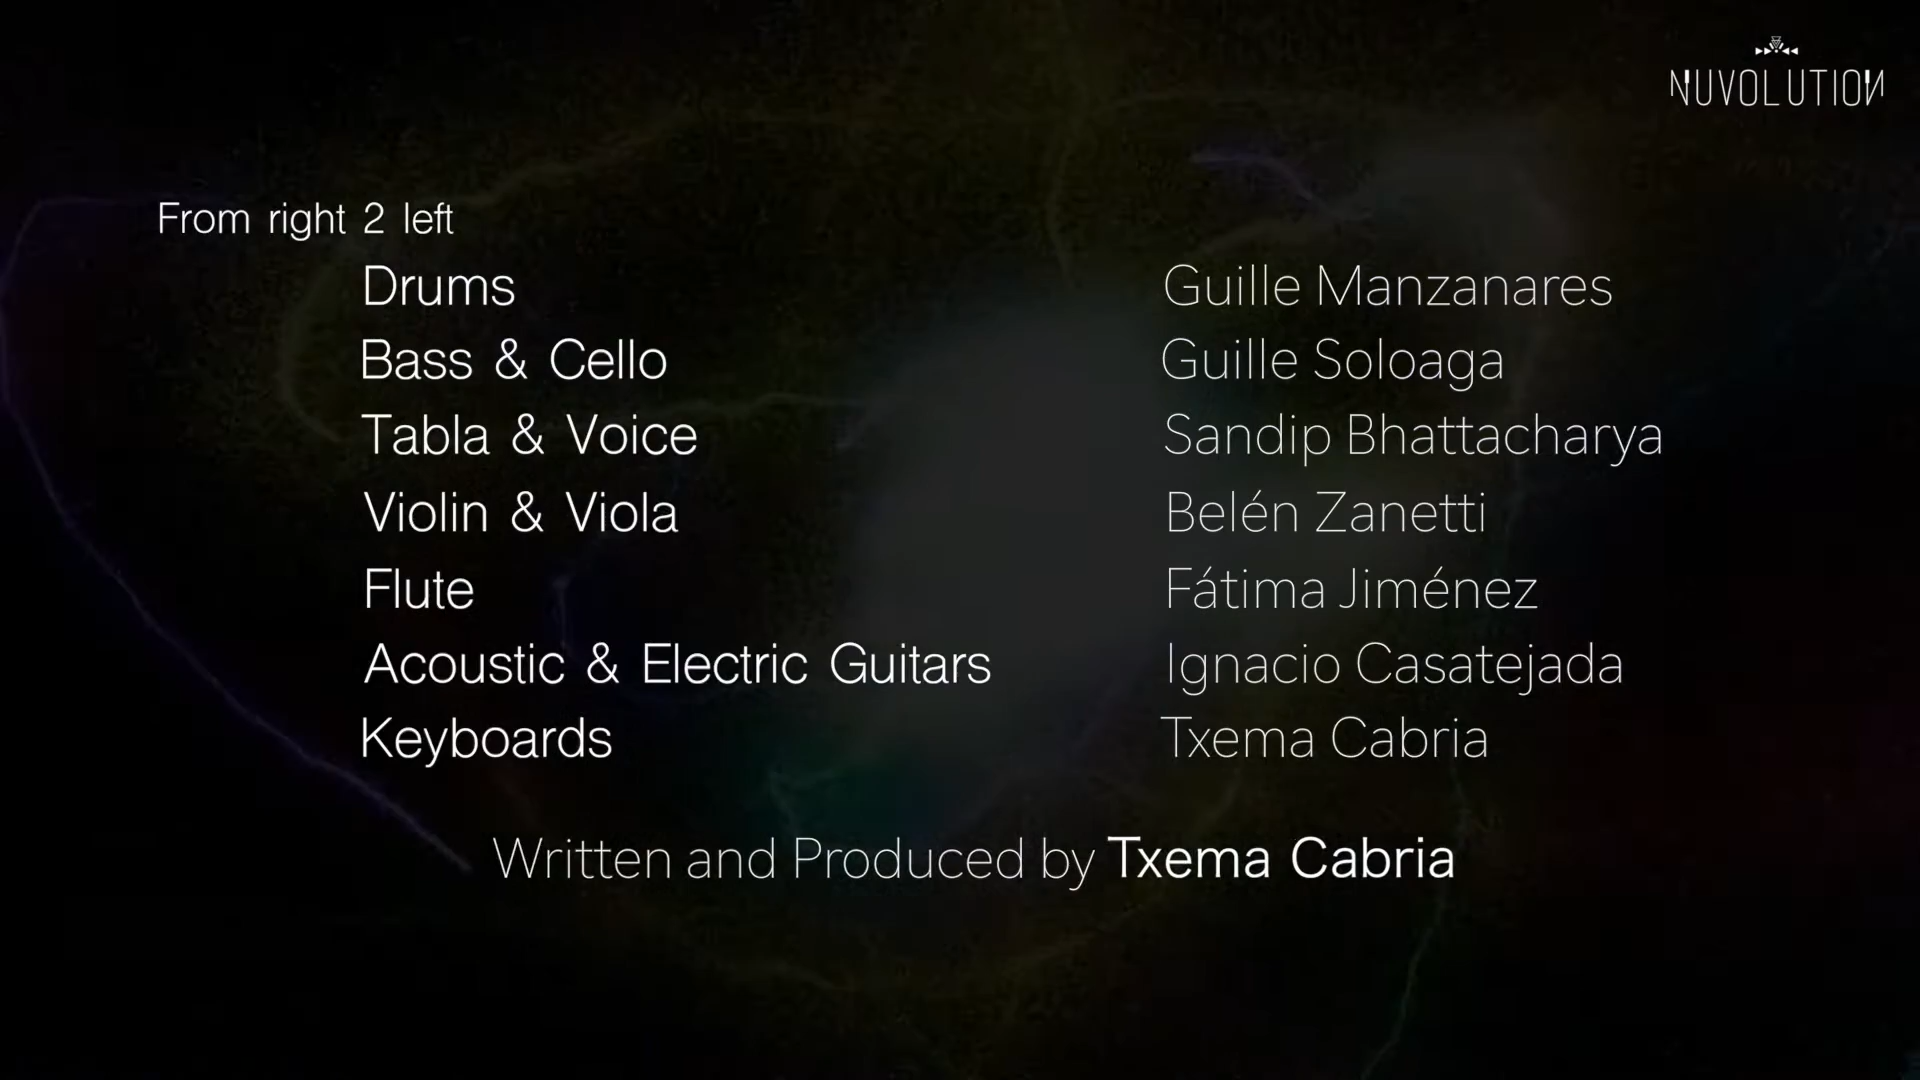 NUVOLUTION
From right 2 left
Drums Guille Manzanares
Bass & Cello Guille Soloaga
Tabla & Voice Sandip Bhattacharya
Violin & Viola Belén Zanetti
Flute Fátima Jiménez
Acoustic & Electric Guitars Ignacio Casatejada
Keyboards Txema Cabria
Written and Produced by Txema Cabria